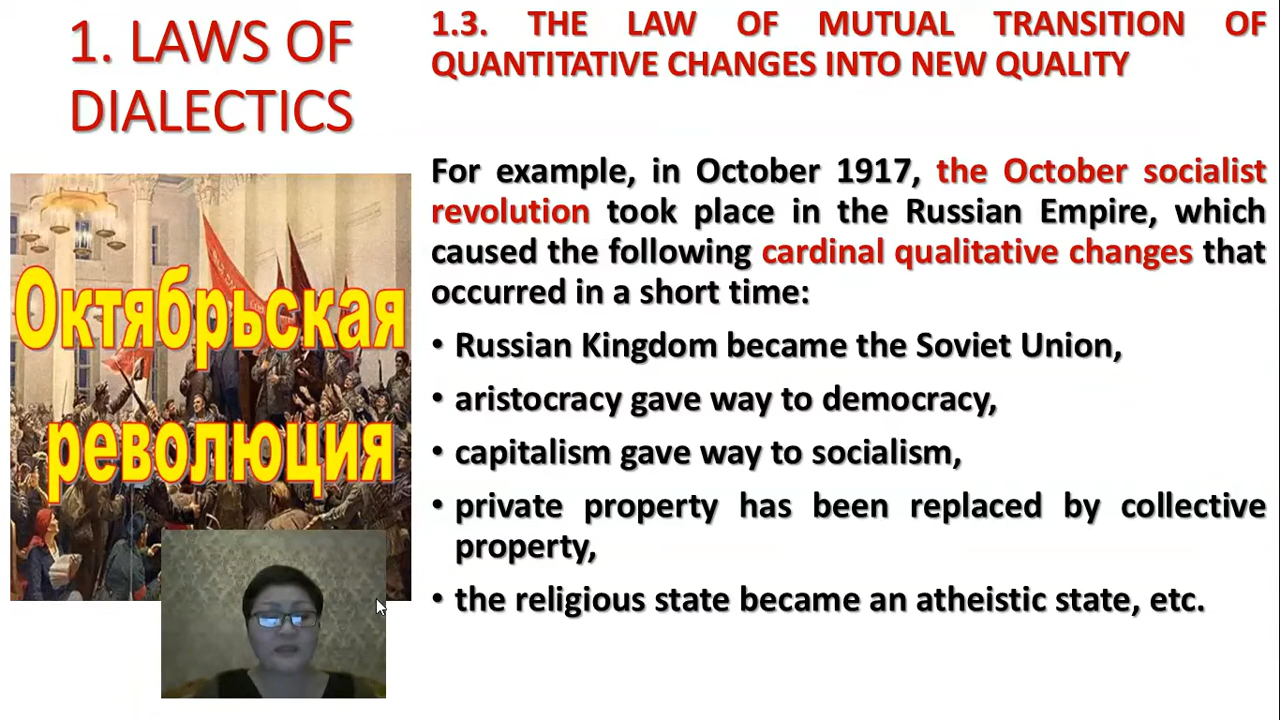 1. LAWS OF
DIALECTICS
Октябрьская
революция
1.3. THE LAW OF MUTUAL TRANSITION OF
QUANTITATIVE CHANGES INTO NEW QUALITY
For example, in October 1917, the October socialist
revolution took place in the Russian Empire, which
caused the following cardinal qualitative changes that
occurred in a short time:
• Russian Kingdom became the Soviet Union,
• aristocracy gave way to democracy,
• capitalism gave way to socialism,
• private property has been replaced by collective
property,
• the religious state became an atheistic state, etc.